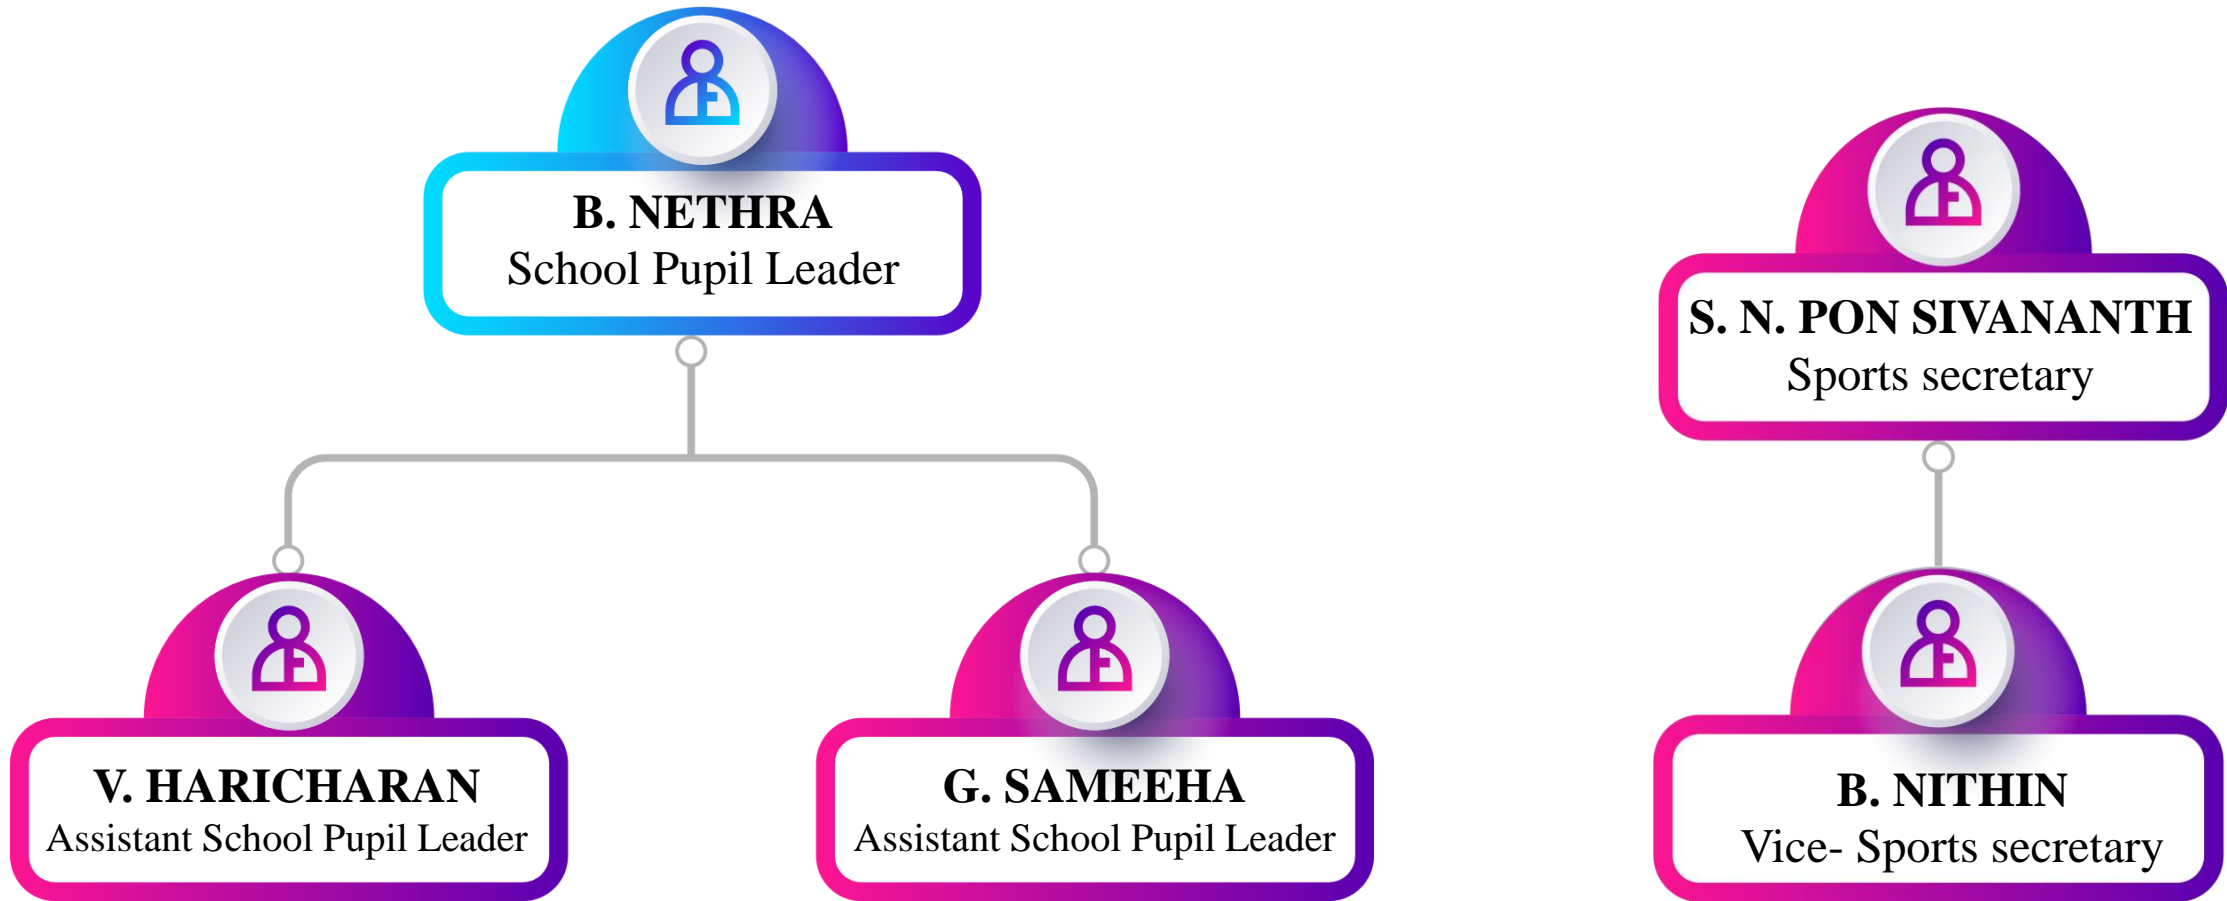 B. NETHRA
School Pupil Leader
S. N. PON SIVANANTH
Sports secretary
V. HARICHARAN
Assistant School Pupil Leader
G. SAMEEHA
Assistant School Pupil Leader
B. NITHIN
Vice- Sports secretary